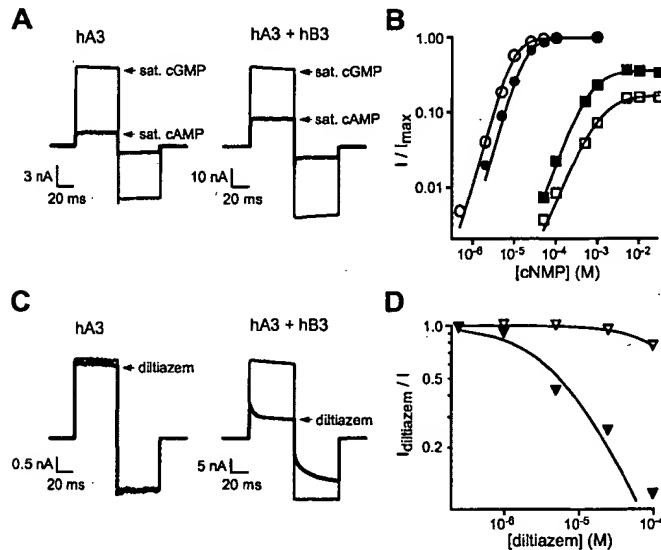 A
hA3
hA3 + hB3
sat. cGMP
sat. cAMP
3 nA
20 ms
sat. cGMP
sat. cAMP
10 nA
20 ms
B
I / Imax
1.00
0.10
0.01
10-6
10-5
10-4
10-3
10-2
[cNMP] (M)
C
hA3
hA3 + hB3
diltiazem
0.5 nA
20 ms
diltiazem
5 nA
20 ms
D
Idiltiazem / I
1.0
0.5
0.2
10-6
10-5
10-4
[diltiazem] (M)